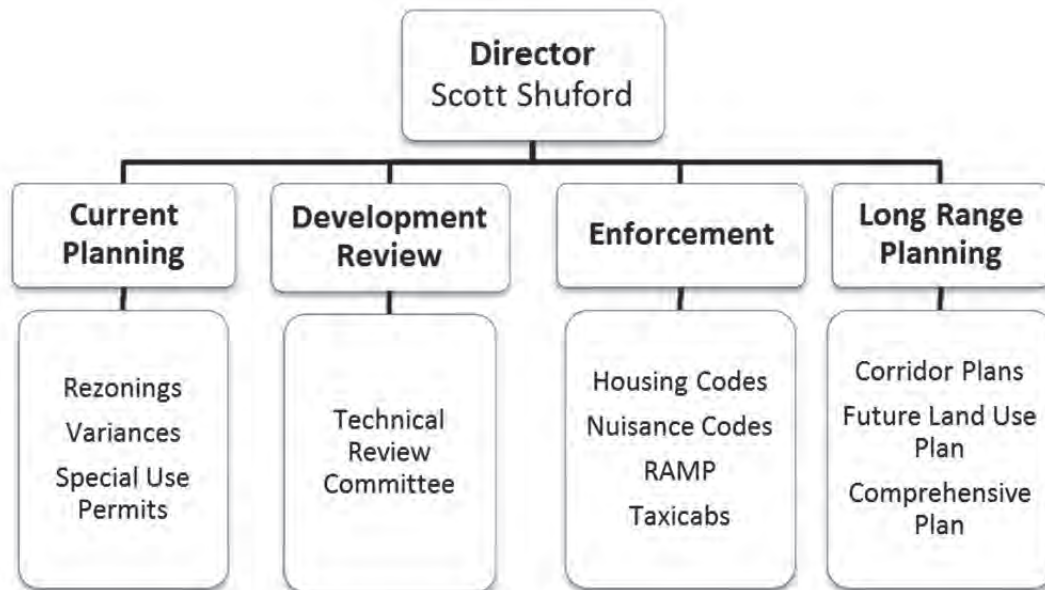 Director
Scott Shuford
Current
Planning
Development
Review
Enforcement
Long Range
Planning
Rezonings
Variances
Special Use
Permits
Technical
Review
Committee
Housing Codes
Nuisance Codes
RAMP
Taxicabs
Corridor Plans
Future Land Use
Plan
Comprehensive
Plan